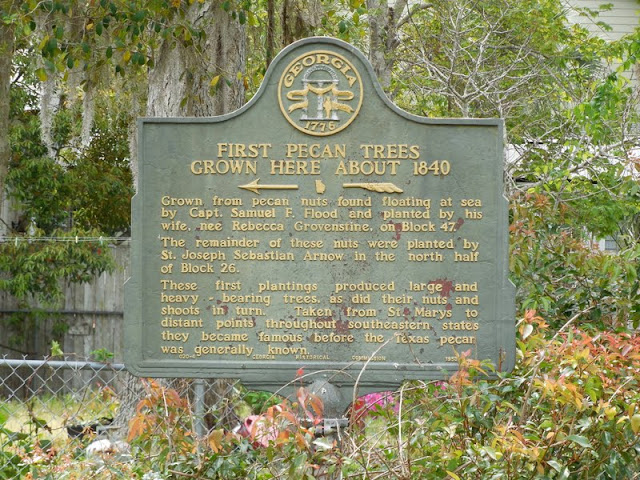 GEORGIA
1776
FIRST PECAN TREES
GROWN HERE ABOUT 1840
Grown from pecan nuts found floating at sea
by Capt. Samuel F. Flood and planted by his
wife, nee Rebecca Grovenstine, on Block 47.
The remainder of these nuts were planted by
St. Joseph Sebastian Arnow in the north half
of Block 26.
These first plantings produced large and
heavy-bearing trees, as did their nuts and
shoots in turn. Taken from St. Marys to
distant points throughout southeastern states
they became famous before the Texas pecan
was generally known.
GEORGIA HISTORICAL COMMISSION